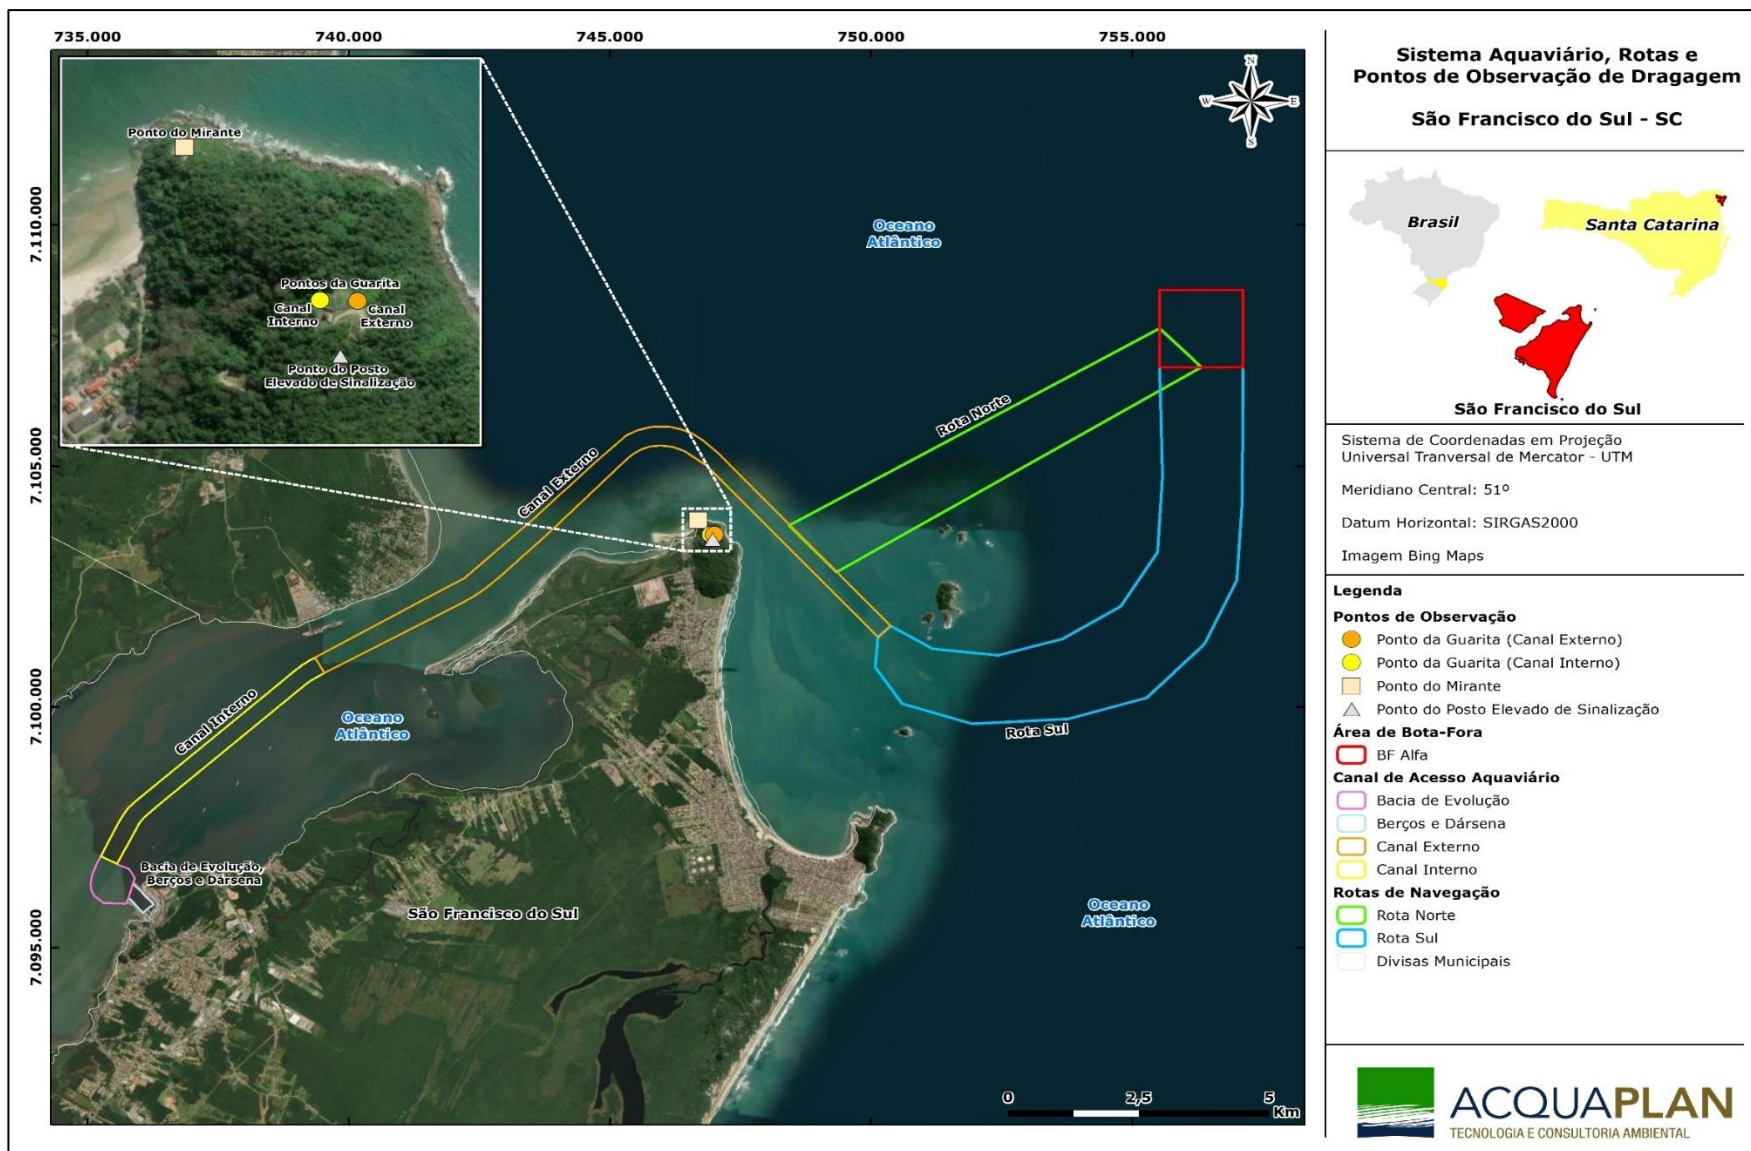 735.000
740.000
745.000
750.000
755.000
7.110.000
7.105.000
7.100.000
7.095.000
Ponto do Mirante
Pontos da Guarita
Canal
Interno
Canal
Externo
Ponto do Posto
Elevado de Sinalização
N
W
E
S
Oceano
Atlântico
Rota Norte
Canal Externo
Canal Interno
Oceano
Atlântico
Rota Sul
Bacia de Evolução,
Berços e Dársena
São Francisco do Sul
Oceano
Atlântico
0
2,5
5
Km
Sistema Aquaviário, Rotas e
Pontos de Observação de Dragagem
São Francisco do Sul - SC
Brasil
Santa Catarina
São Francisco do Sul
Sistema de Coordenadas em Projeção
Universal Tranversal de Mercator - UTM
Meridiano Central: 51º
Datum Horizontal: SIRGAS2000
Imagem Bing Maps
Legenda
Pontos de Observação
Ponto da Guarita (Canal Externo)
Ponto da Guarita (Canal Interno)
Ponto do Mirante
Ponto do Posto Elevado de Sinalização
Área de Bota-Fora
BF Alfa
Canal de Acesso Aquaviário
Bacia de Evolução
Berços e Dársena
Canal Externo
Canal Interno
Rotas de Navegação
Rota Norte
Rota Sul
Divisas Municipais
ACQUAPLAN
TECNOLOGIA E CONSULTORIA AMBIENTAL